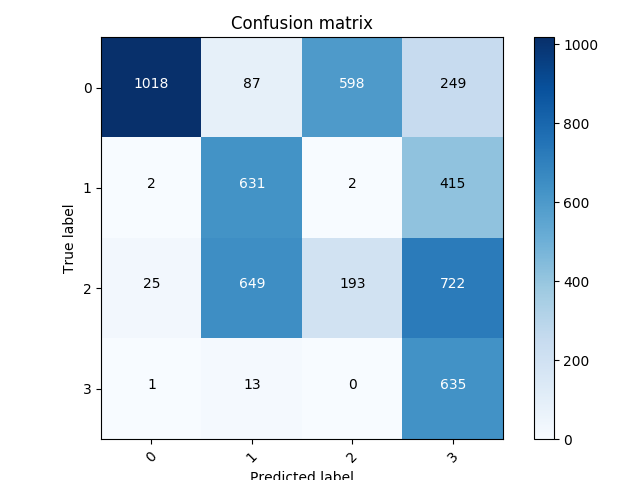 Confusion matrix
0 1018 87 598 249
1 2 631 2 415
2 25 649 193 722
3 1 13 0 635
0 1 2 3
True label
Predicted label
1000
800
600
400
200
0